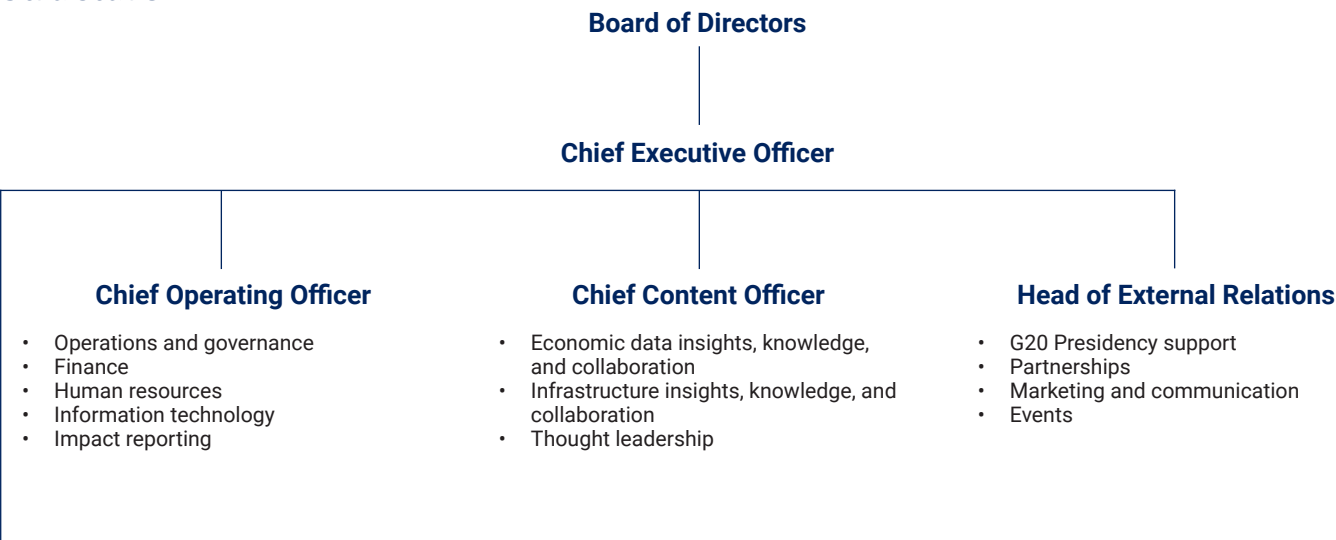 Board of Directors
Chief Executive Officer
Chief Operating Officer
• Operations and governance
• Finance
• Human resources
• Information technology
• Impact reporting
Chief Content Officer
• Economic data insights, knowledge,
and collaboration
• Infrastructure insights, knowledge, and
collaboration
• Thought leadership
Head of External Relations
• G20 Presidency support
• Partnerships
• Marketing and communication
• Events